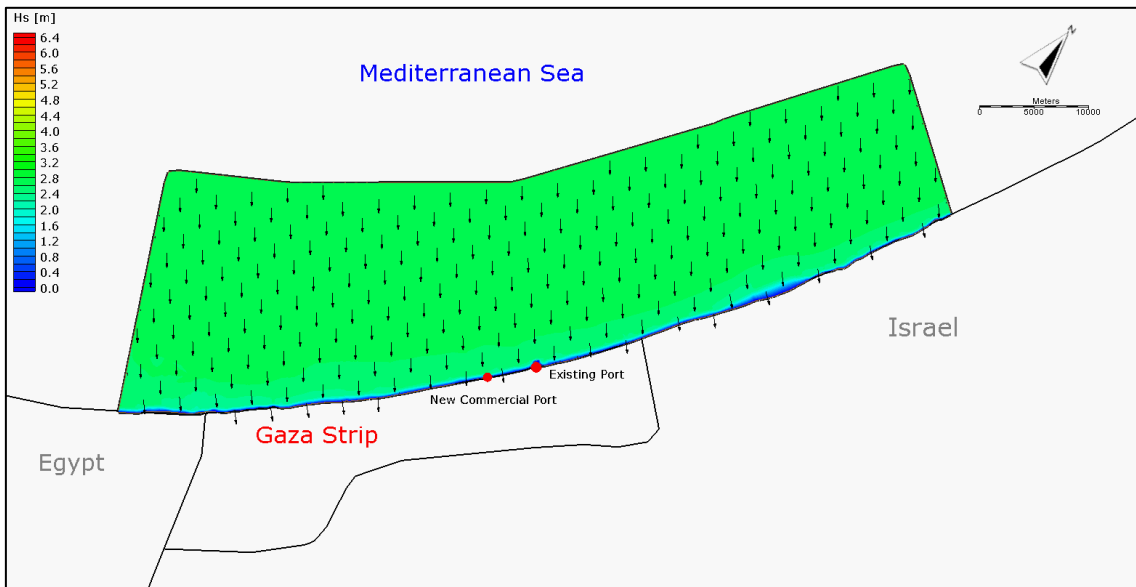 Hs [m]
6.4
6.0
5.6
5.2
4.8
4.4
4.0
3.6
3.2
2.8
2.4
2.0
1.6
1.2
0.8
0.4
0.0
Mediterranean Sea
N
Meters
0 5000 10000
Israel
Existing Port
New Commercial Port
Gaza Strip
Egypt